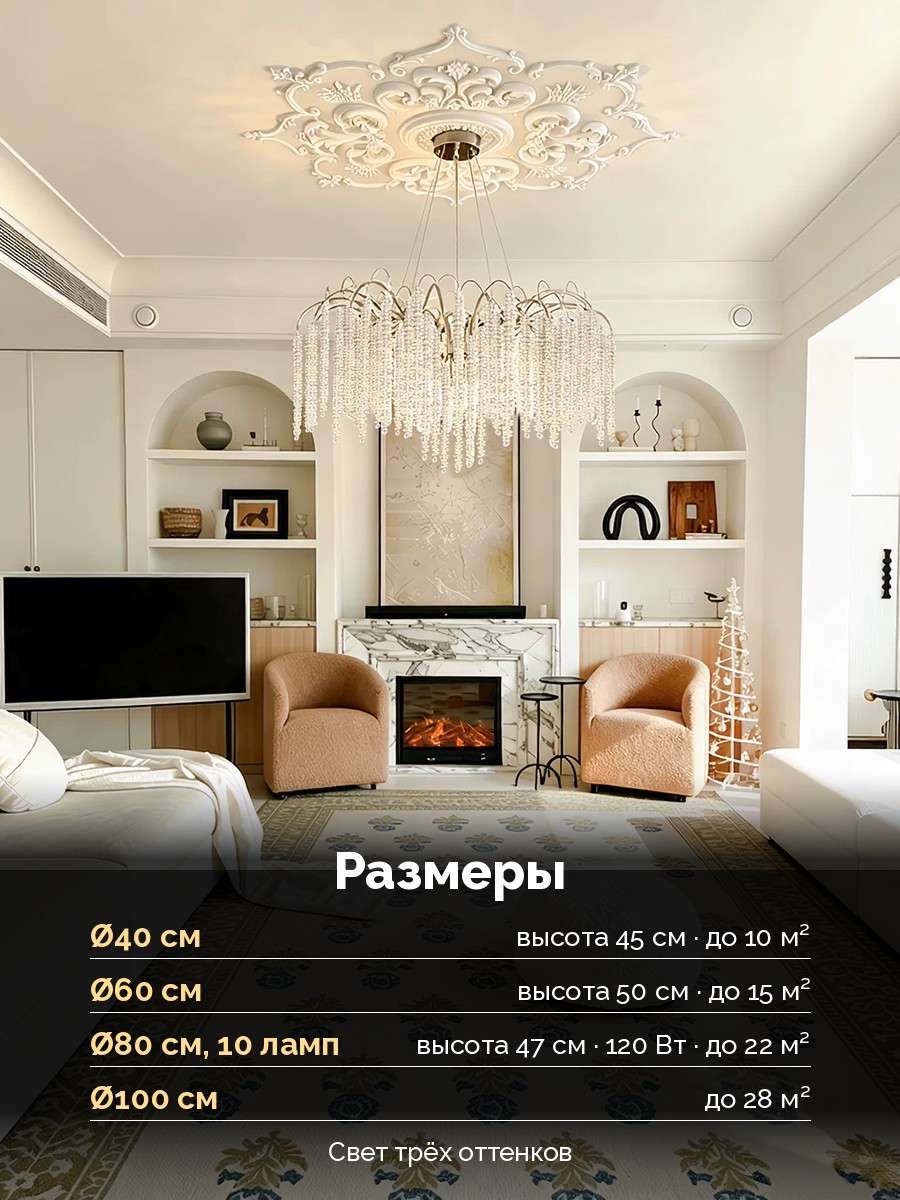 Размеры
Ø40 см высота 45 см · до 10 м²
Ø60 см высота 50 см · до 15 м²
Ø80 см, 10 ламп высота 47 см · 120 Вт · до 22 м²
Ø100 см до 28 м²
Свет трёх оттенков